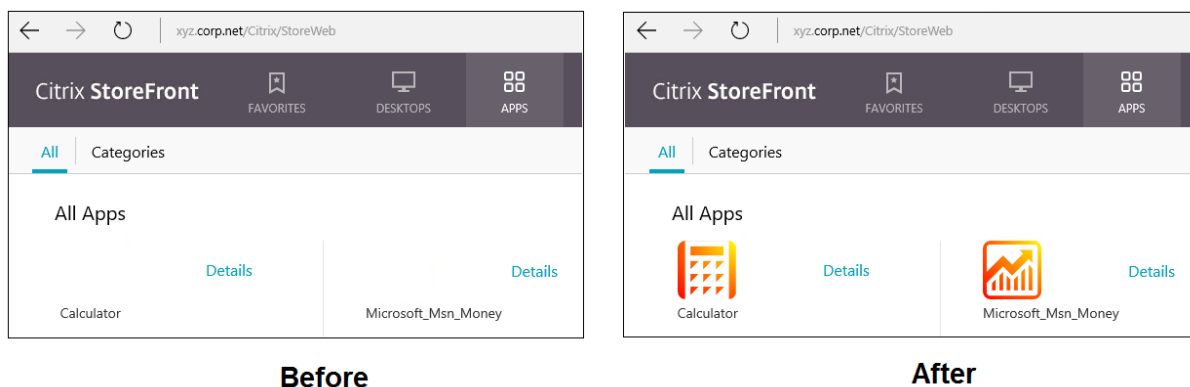 xyz.corp.net/Citrix/StoreWeb
Citrix StoreFront
FAVORITES
DESKTOPS
APPS
All
Categories
All Apps
Details
Details
Calculator
Microsoft_Msn_Money
Before
xyz.corp.net/Citrix/StoreWeb
Citrix StoreFront
FAVORITES
DESKTOPS
APPS
All
Categories
All Apps
Details
Details
Calculator
Microsoft_Msn_Money
After